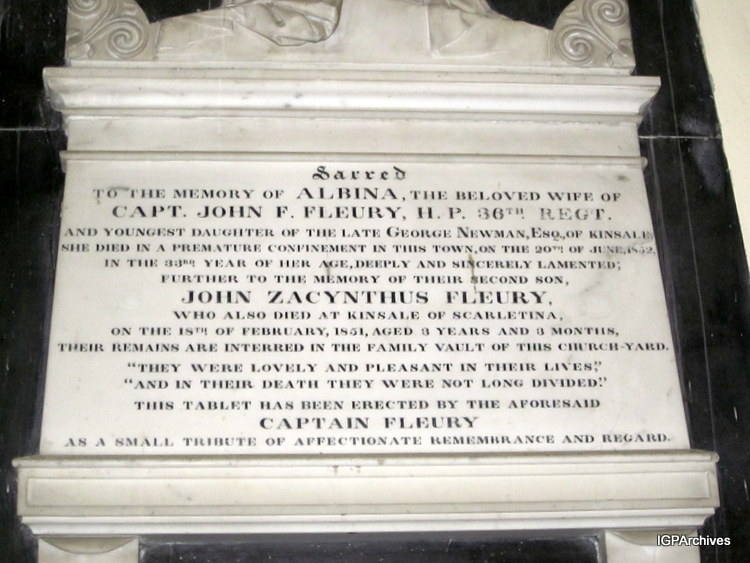 Sacred
TO THE MEMORY OF ALBINA, THE BELOVED WIFE OF
CAPT. JOHN F. FLEURY, H.P. 36TH REGT.
AND YOUNGEST DAUGHTER OF THE LATE GEORGE NEWMAN, ESQ, OF KINSALE,
SHE DIED IN A PREMATURE CONFINEMENT IN THIS TOWN, ON THE 20TH OF JUNE, 1852,
IN THE 33RD YEAR OF HER AGE, DEEPLY AND SINCERELY LAMENTED;
FURTHER TO THE MEMORY OF THEIR SECOND SON,
JOHN ZACYNTHUS FLEURY,
WHO ALSO DIED AT KINSALE OF SCARLETINA,
ON THE 18TH OF FEBRUARY, 1851, AGED 3 YEARS AND 3 MONTHS,
THEIR REMAINS ARE INTERRED IN THE FAMILY VAULT OF THIS CHURCH-YARD.
"THEY WERE LOVELY AND PLEASANT IN THEIR LIVES,"
"AND IN THEIR DEATH THEY WERE NOT LONG DIVIDED."
THIS TABLET HAS BEEN ERECTED BY THE AFORESAID
CAPTAIN FLEURY
AS A SMALL TRIBUTE OF AFFECTIONATE REMEMBRANCE AND REGARD.
IGPArchives